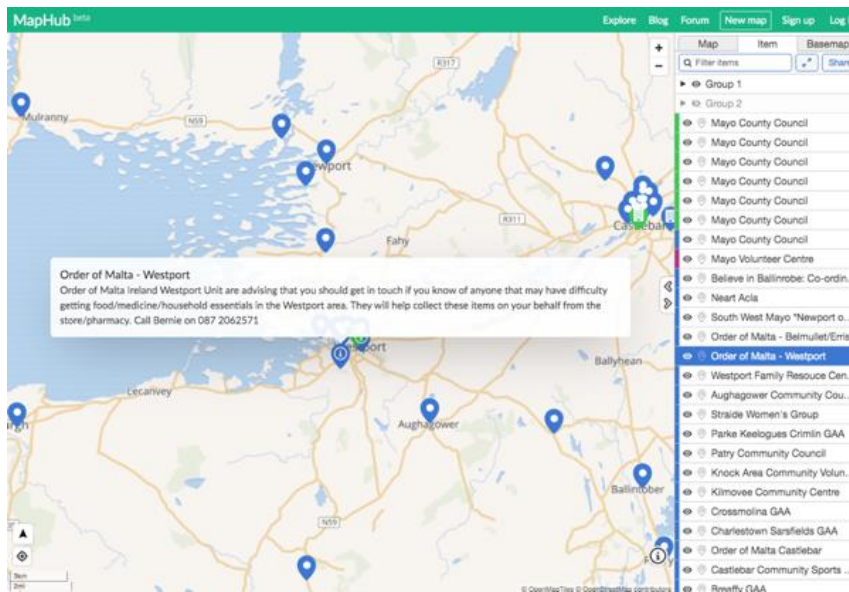 MapHub beta
Explore Blog Forum New map Sign up Log
Map Item Basemap
Filter items
Share
Group 1
Group 2
Mayo County Council
Mayo County Council
Mayo County Council
Mayo County Council
Mayo County Council
Mayo County Council
Mayo County Council
Mayo Volunteer Centre
Believe in Ballinrobe: Co-ordin..
Neart Acla
South West Mayo "Newport o..
Order of Malta - Belmullet/Erris
Order of Malta - Westport
Westport Family Resouce Cen..
Aughagower Community Cou..
Straide Women's Group
Parke Keelogues Crimlin GAA
Patry Community Council
Knock Area Community Volun..
Kilmovee Community Centre
Crossmolina GAA
Charlestown Sarsfields GAA
Order of Malta Castlebar
Castlebar Community Sports ..
Breaffy GAA
R317
Mulranny
N59
wport
R311
Castlebar
Fahy
Order of Malta - Westport
Order of Malta Ireland Westport Unit are advising that you should get in touch if you know of anyone that may have difficulty
getting food/medicine/household essentials in the Westport area. They will help collect these items on your behalf from the
store/pharmacy. Call Bernie on 087 2062571
port
Ballyhean
Lecanvey
Aughagower
Ballintober
N59
5km
2mi
© OpenMapTiles © OpenStreetMap contributors